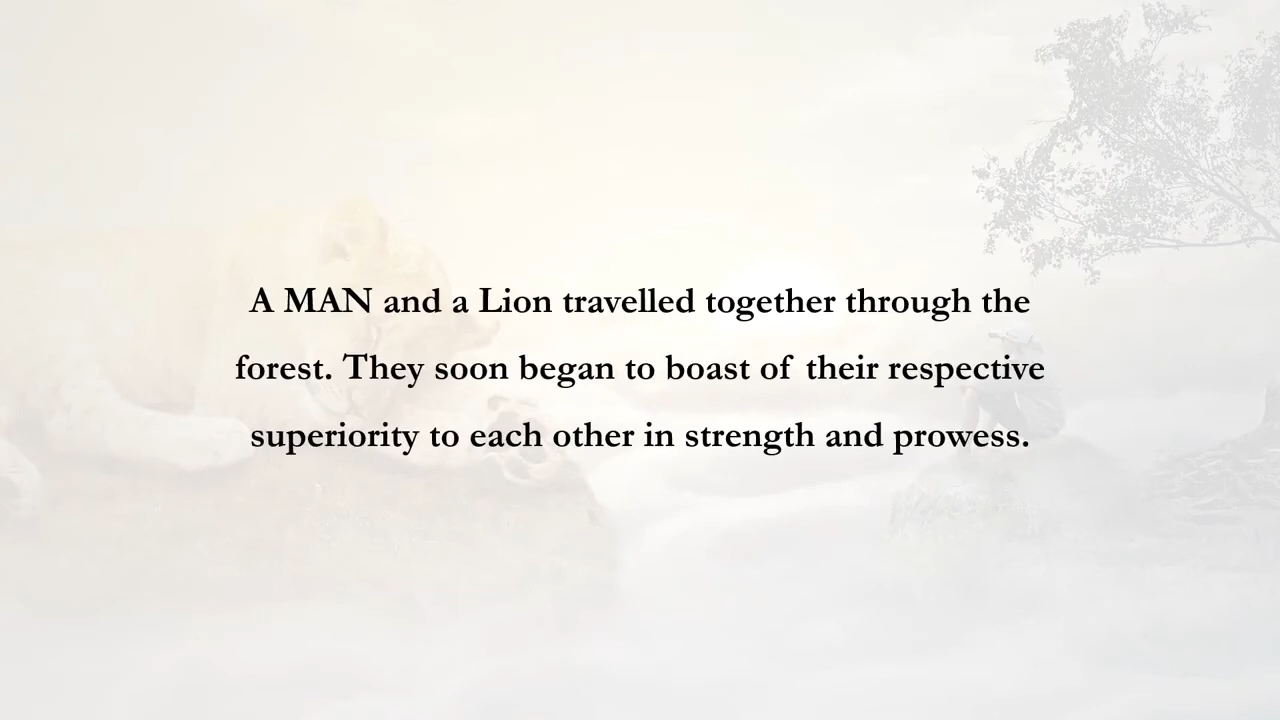 A MAN and a Lion travelled together through the
forest. They soon began to boast of their respective
superiority to each other in strength and prowess.